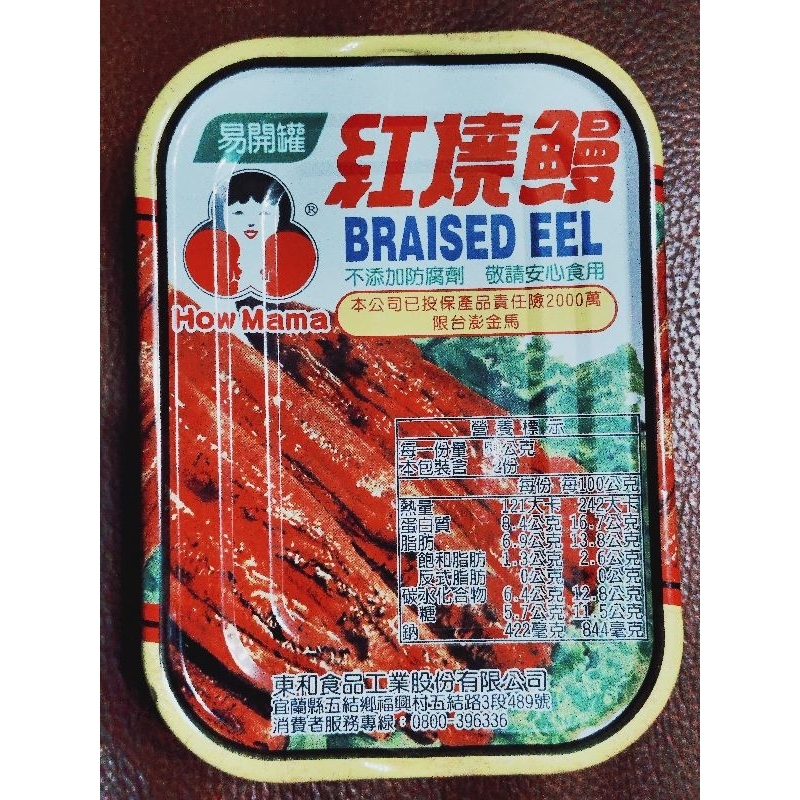 易開罐
紅燒鰻
BRAISED EEL
®
不添加防腐劑 敬請安心食用
How Mama
本公司已投保產品責任險2000萬
限台澎金馬
營養標示
每一份量 50公克
本包裝含 2份
每份 每100公克
熱量 121大卡 242大卡
蛋白質 8.4公克 16.7公克
脂肪 6.9公克 13.8公克
飽和脂肪 1.3公克 2.6公克
反式脂肪 0公克 0公克
碳水化合物 6.4公克 12.8公克
糖 5.7公克 11.5公克
鈉 422毫克 844毫克
東和食品工業股份有限公司
宜蘭縣五結鄉福興村五結路3段489號
消費者服務專線：0800-396336